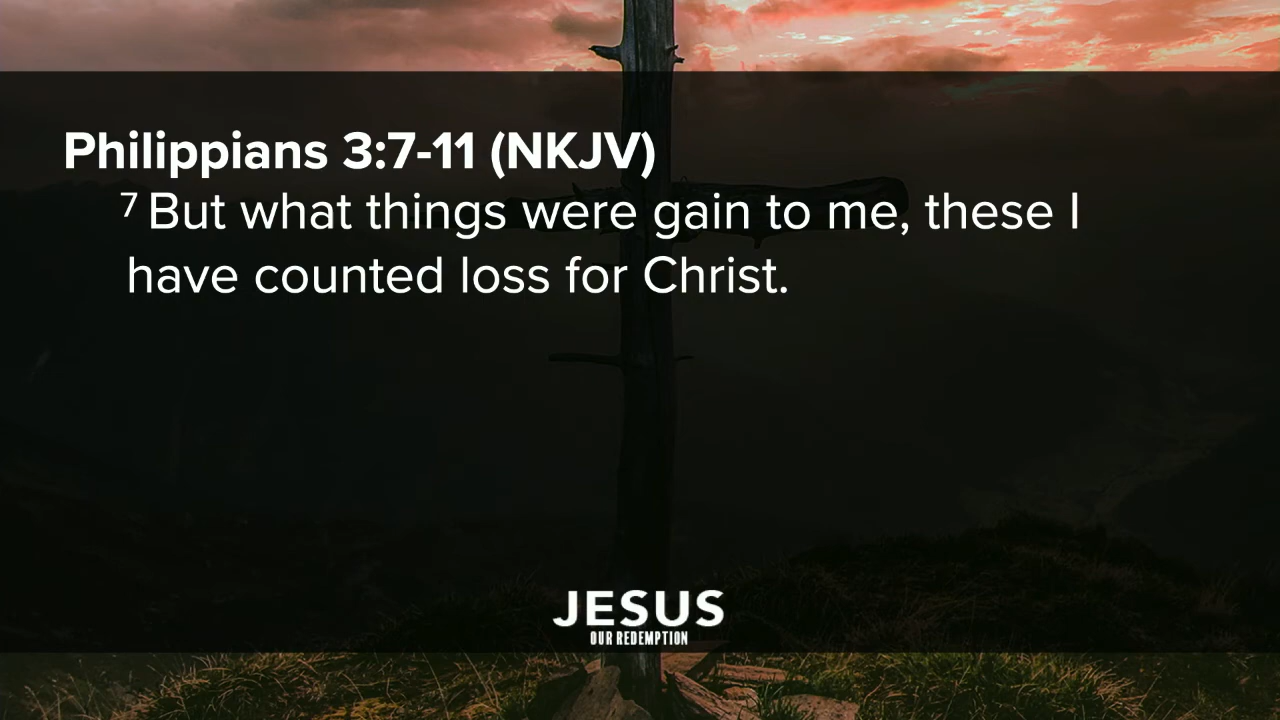 Philippians 3:7-11 (NKJV)
7 But what things were gain to me, these I
have counted loss for Christ.
JESUS
OUR REDEMPTION